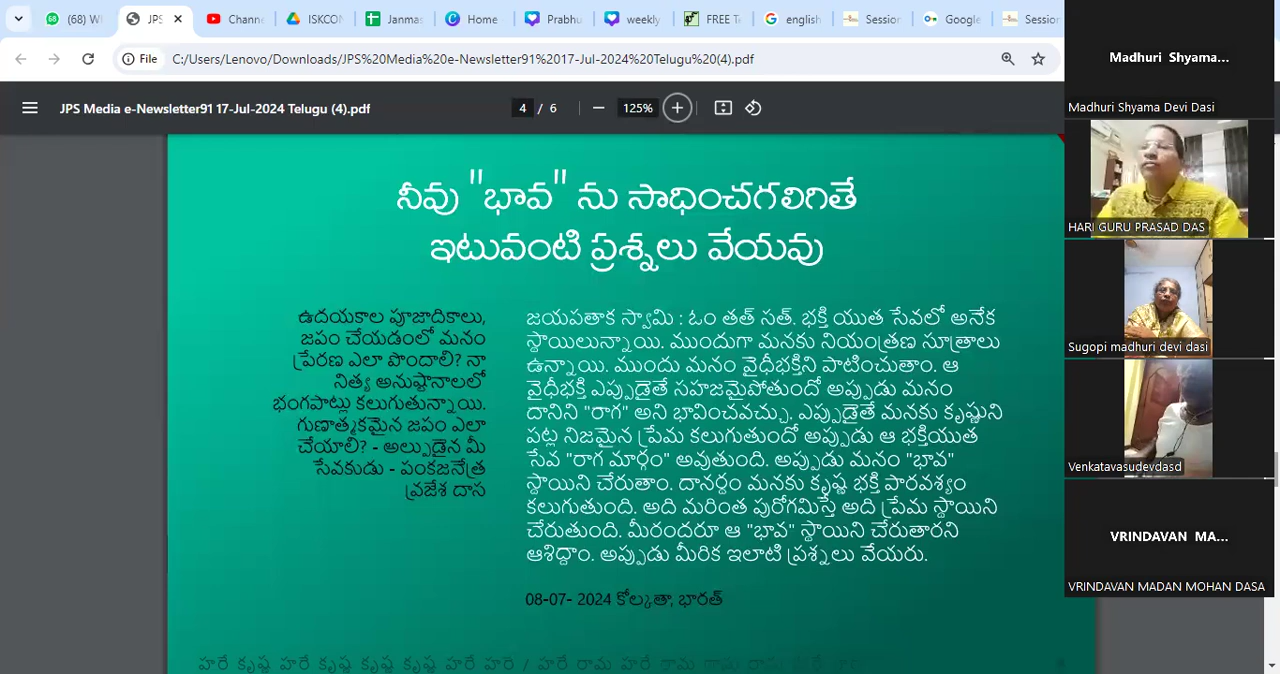 (68) W
JPS
Chann
ISKCON
Janmas
Home
Prabhu
weekly
FREE T
english
Session
Google
Session
File
C:/Users/Lenovo/Downloads/JPS%20Media%20e-Newsletter91%2017-Jul-2024%20Telugu%20(4).pdf
JPS Media e-Newsletter91 17-Jul-2024 Telugu (4).pdf
4 / 6
125%
నీవు "భావ" ను సాధించగలిగితే
ఇటువంటి ప్రశ్నలు వేయవు
ఉదయకాల పూజాదికాలు,
జపం చేయడంలో మనం
ప్రేరణ ఎలా పొందాలి? నా
నిత్య అనుష్టానాలలో
భంగపాట్లు కలుగుతున్నాయి.
గుణాత్మకమైన జపం ఎలా
చేయాలి? - అల్పుడైన మీ
సేవకుడు - పంకజనేత్ర
వ్రజేశ దాస
జయపతాక స్వామి : ఓం తత్ సత్. భక్తి యుత సేవలో అనేక
స్థాయిలున్నాయి. ముందుగా మనకు నియంత్రణ సూత్రాలు
ఉన్నాయి. ముందు మనం వైధీభక్తిని పాటించుతాం. ఆ
వైధీభక్తి ఎప్పుడైతే సహజమైపోతుందో అప్పుడు మనం
దానిని "రాగ" అని భావించవచ్చు. ఎప్పుడైతే మనకు కృష్ణుని
పట్ల నిజమైన ప్రేమ కలుగుతుందో అప్పుడు ఆ భక్తియుత
సేవ "రాగ మార్గం" అవుతుంది. అప్పుడు మనం "భావ"
స్థాయిని చేరుతాం. దానర్థం మనకు కృష్ణ భక్తి పారవశ్యం
కలుగుతుంది. అది మరింత పురోగమిస్తే అది ప్రేమ స్థాయిని
చేరుతుంది. మీరందరూ ఆ "భావ" స్థాయిని చేరుతారని
ఆశిద్దాం. అప్పుడు మీరిక ఇలాటి ప్రశ్నలు వేయరు.
08-07- 2024 కోల్కతా, భారత్
హరే కృష్ణ హరే కృష్ణ కృష్ణ కృష్ణ హరే హరే / హరే రామ హరే రామ రామ రామ
Madhuri Shyama...
Madhuri Shyama Devi Dasi
HARI GURU PRASAD DAS
Sugopi madhuri devi dasi
Venkatavasudevdasd
VRINDAVAN MA...
VRINDAVAN MADAN MOHAN DASA